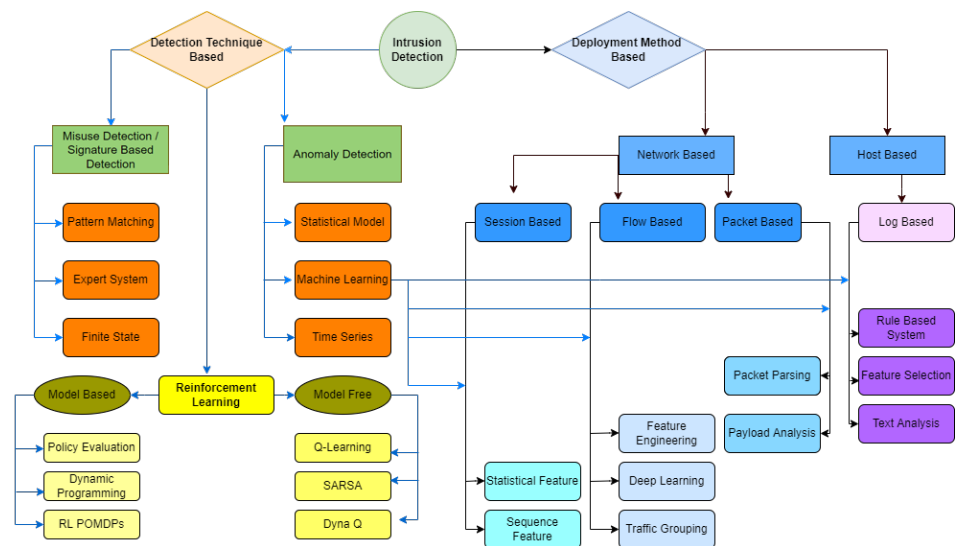 Detection Technique
Based
Intrusion
Detection
Deployment Method
Based
Misuse Detection /
Signature Based
Detection
Anomaly Detection
Network Based
Host Based
Pattern Matching
Statistical Model
Session Based
Flow Based
Packet Based
Log Based
Expert System
Machine Learning
Finite State
Time Series
Rule Based
System
Model Based
Reinforcement
Learning
Model Free
Packet Parsing
Feature Selection
Policy Evaluation
Q-Learning
Feature
Engineering
Payload Analysis
Text Analysis
Dynamic
Programming
SARSA
Statistical Feature
Deep Learning
RL POMDPs
Dyna Q
Sequence
Feature
Traffic Grouping